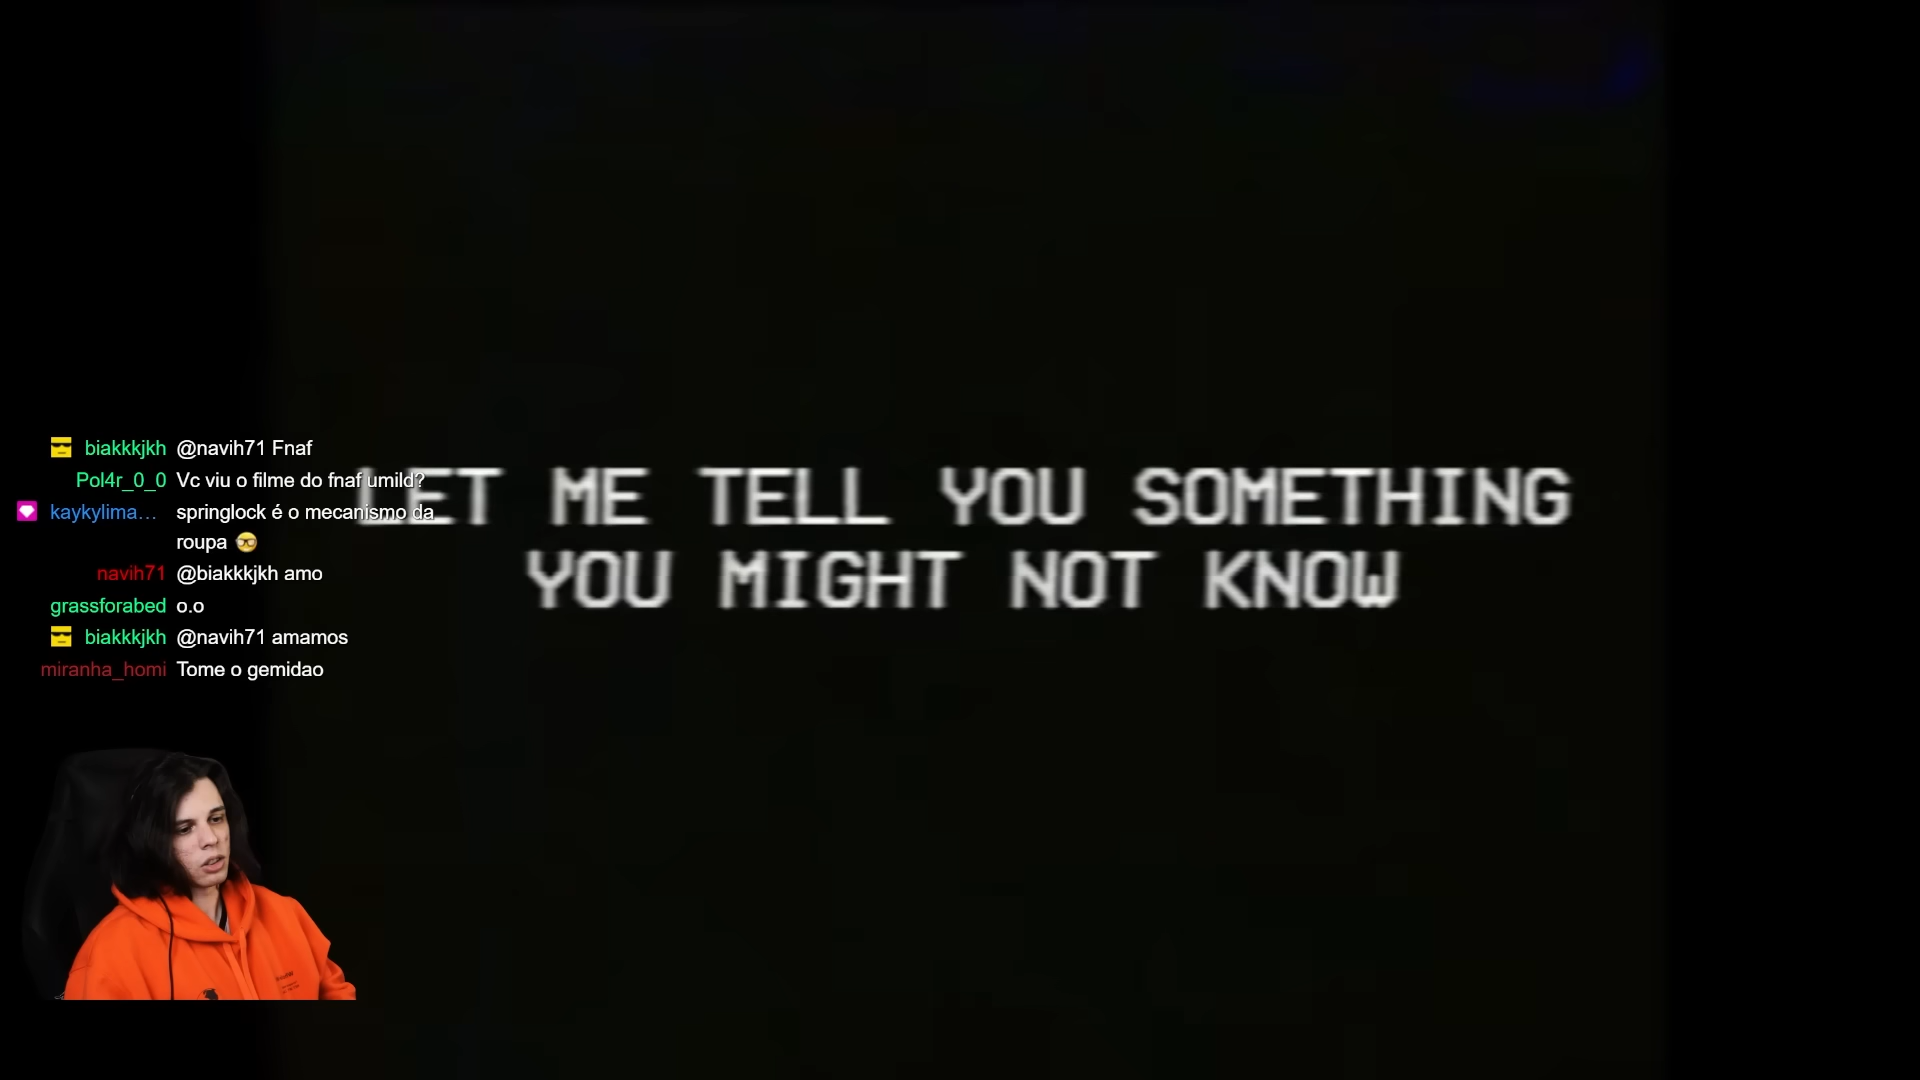 biakkkjkh @navih71 Fnaf
Pol4r_0_0 Vc viu o filme do fnaf umild?
kaykylima… springlock é o mecanismo da
roupa 🤓
navih71 @biakkkjkh amo
grassforabed o.o
biakkkjkh @navih71 amamos
miranha_homi Tome o gemidao
LET ME TELL YOU SOMETHING
YOU MIGHT NOT KNOW